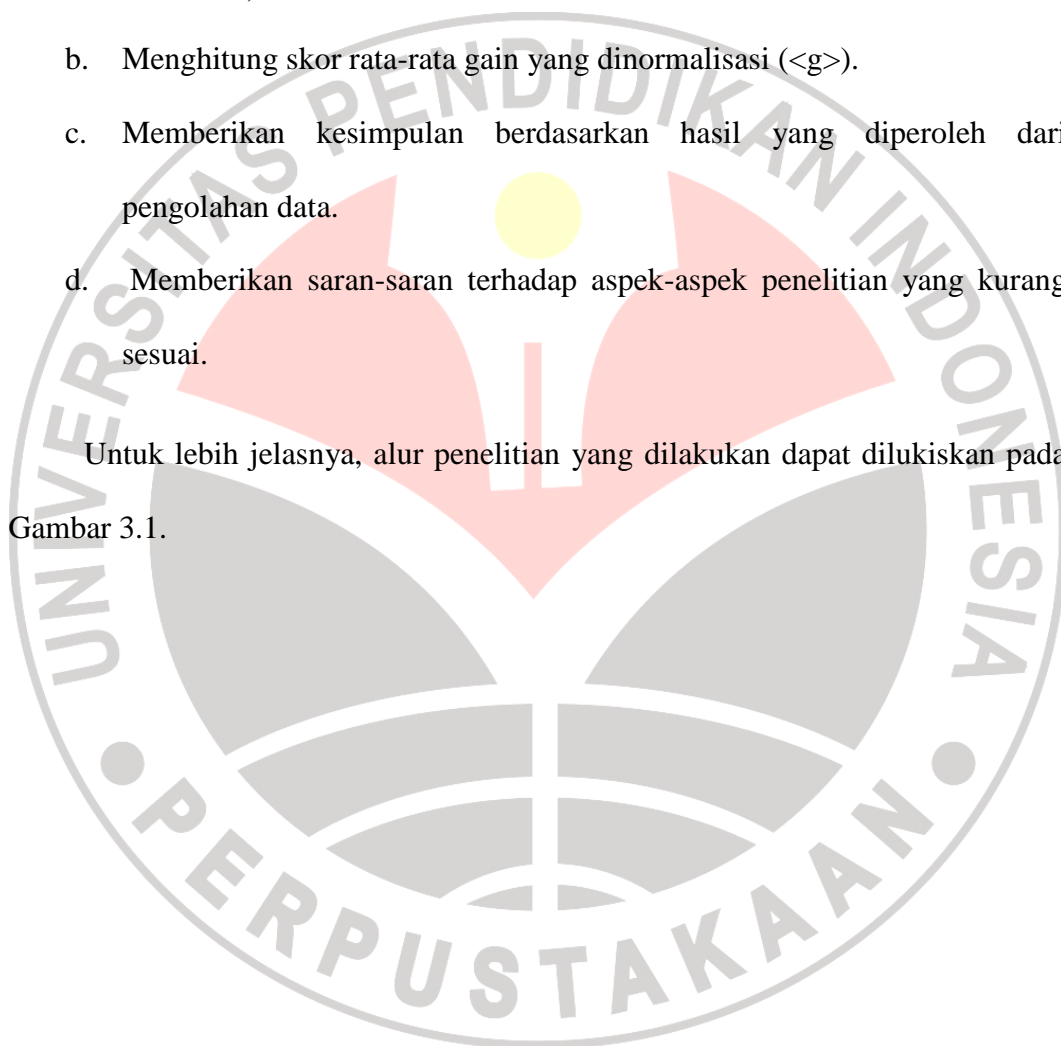 b. Menghitung skor rata-rata gain yang dinormalisasi (<g>).
c. Memberikan kesimpulan berdasarkan hasil yang diperoleh dari
pengolahan data.
d. Memberikan saran-saran terhadap aspek-aspek penelitian yang kurang
sesuai.
Untuk lebih jelasnya, alur penelitian yang dilakukan dapat dilukiskan pada
Gambar 3.1.
UNIVERSITAS PENDIDIKAN INDONESIA
PERPUSTAKAAN